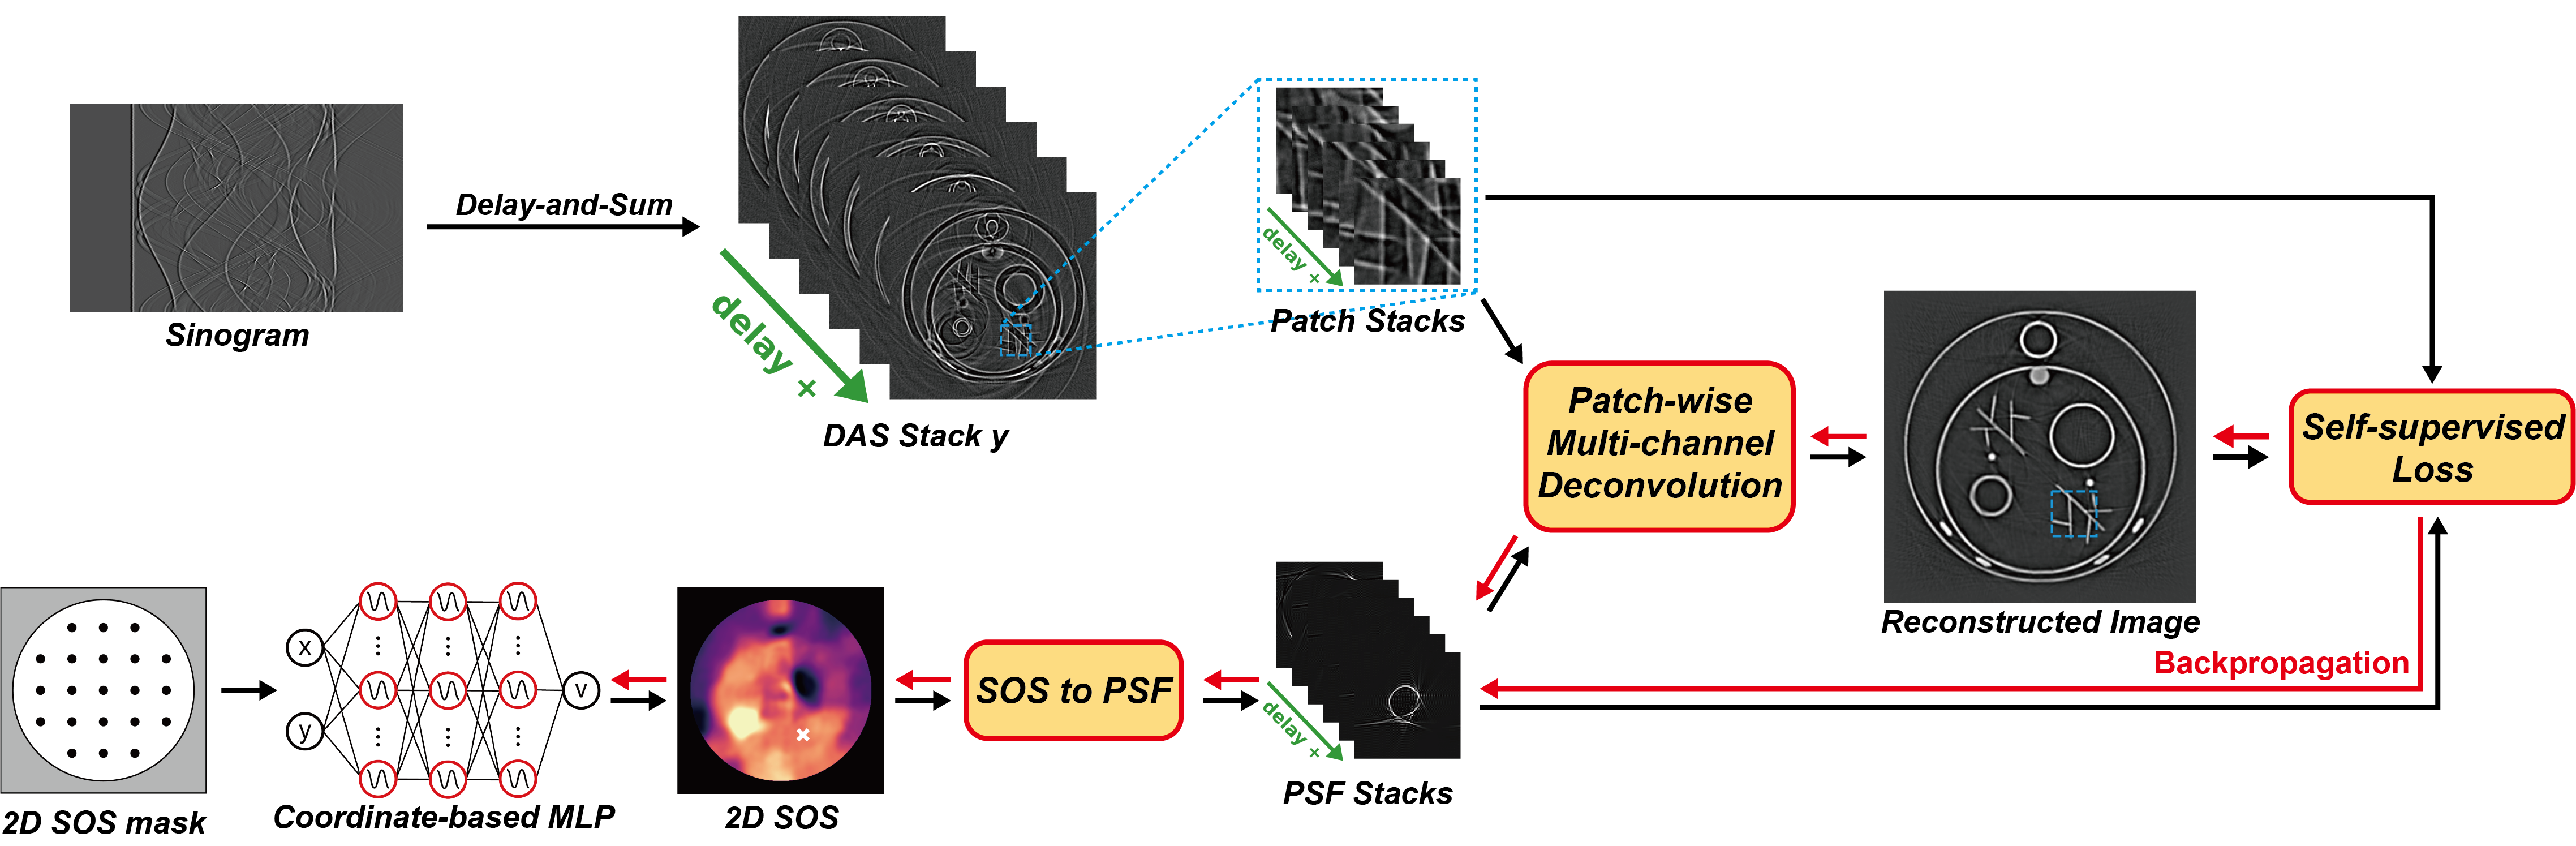 Sinogram
Delay-and-Sum
delay +
DAS Stack y
delay +
Patch Stacks
Patch-wise
Multi-channel
Deconvolution
Reconstructed Image
Self-supervised
Loss
Backpropagation
2D SOS mask
x
y
v
Coordinate-based MLP
2D SOS
SOS to PSF
delay +
PSF Stacks